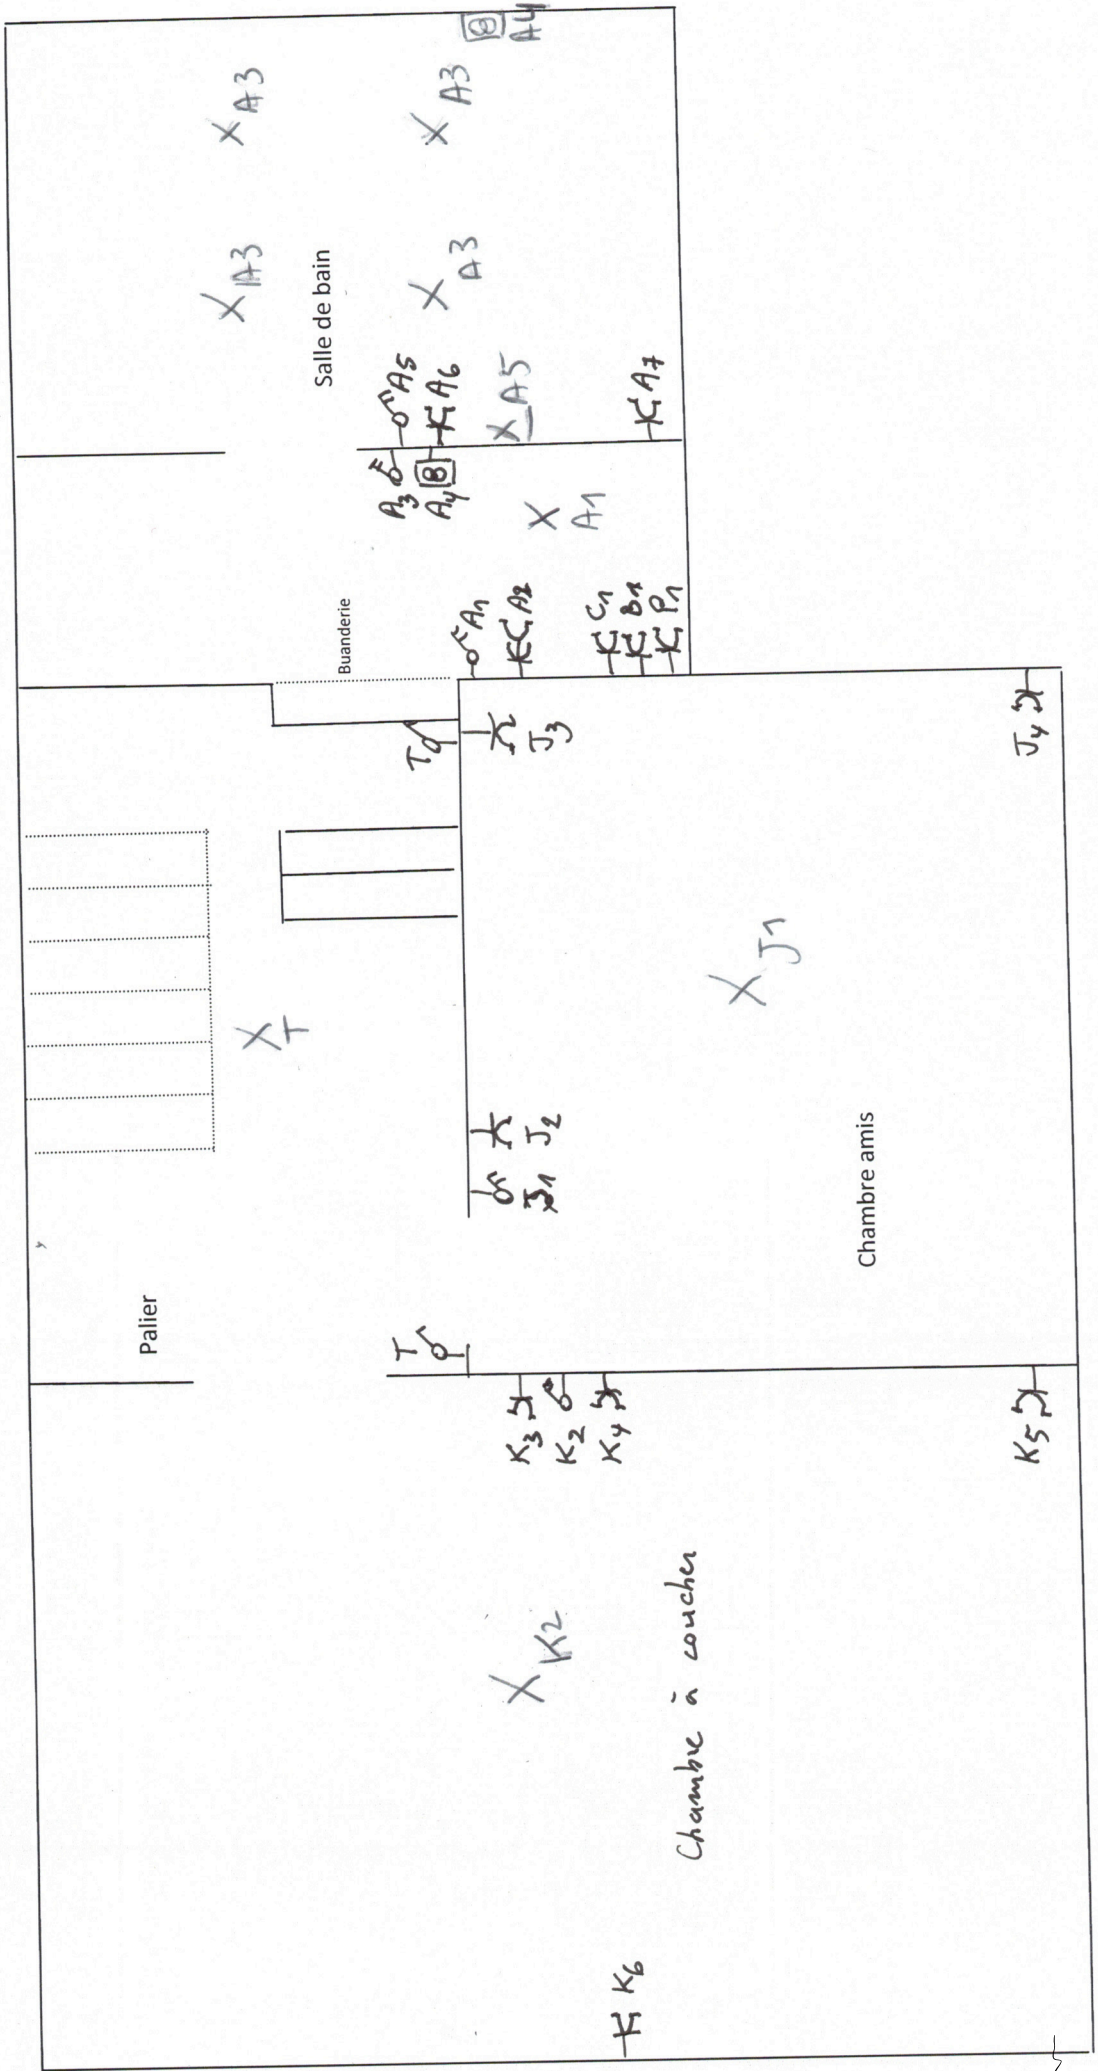 A4
B
X A3
X A3
X A3
X A3
Salle de bain
A5
A6
X A5
A7
A3
A4 B
X A1
Buanderie
A1
A2
C1
B1
P1
T
J3
J4
X T
X J1
J2
J1
Chambre amis
Palier
T
K3
K2
K4
K5
X K2
Chambre à coucher
K6